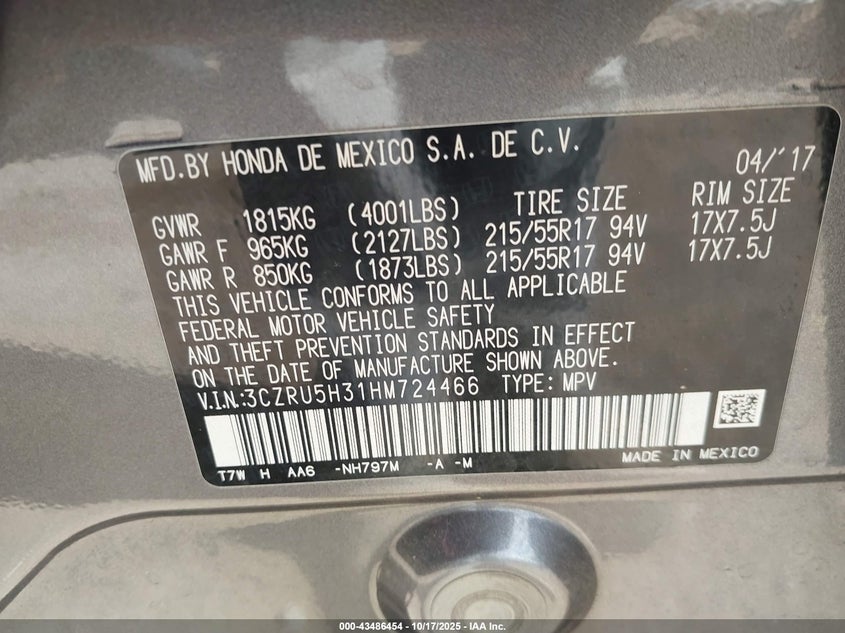 MFD.BY HONDA DE MEXICO S.A. DE C.V. 04/'17
GVWR 1815KG (4001LBS) TIRE SIZE RIM SIZE
GAWR F 965KG (2127LBS) 215/55R17 94V 17X7.5J
GAWR R 850KG (1873LBS) 215/55R17 94V 17X7.5J
THIS VEHICLE CONFORMS TO ALL APPLICABLE
FEDERAL MOTOR VEHICLE SAFETY
AND THEFT PREVENTION STANDARDS IN EFFECT
ON THE DATE OF MANUFACTURE SHOWN ABOVE.
V.I.N.:3CZRU5H31HM724466 TYPE: MPV
T7W H AA6 -NH797M -A -M MADE IN MEXICO
000-43486454 - 10/17/2025 - IAA Inc.